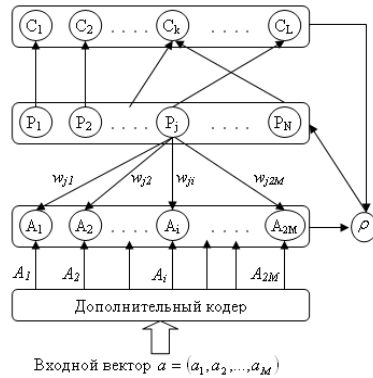 C1 C2 .... Ck .... CL
P1 P2 .... Pj .... PN
wj1 wj2 wji wj2M
A1 A2 .... Ai .... A2M ρ
A1 A2 Ai A2M
Дополнительный кодер
Входной вектор a = (a1,a2,...,aM)